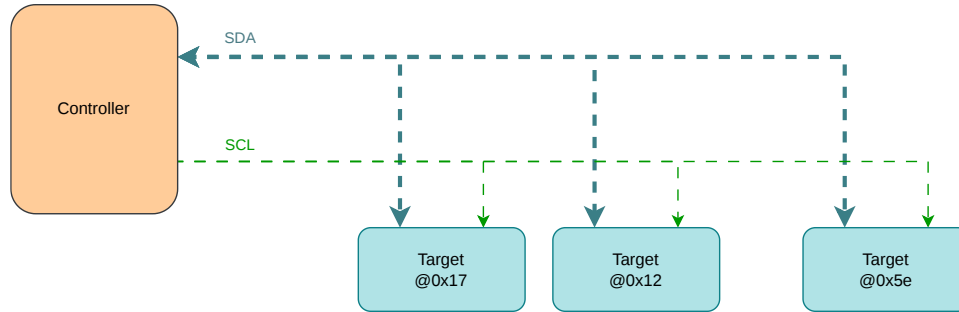 SDA
Controller
SCL
Target
@0x17
Target
@0x12
Target
@0x5e